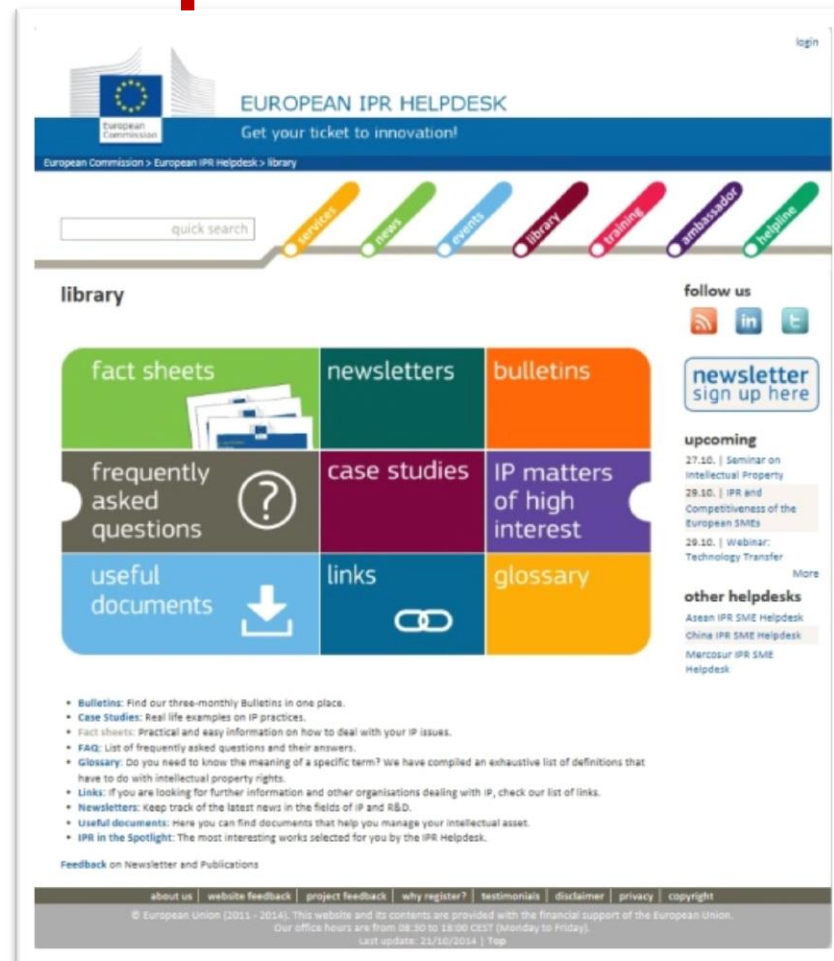 login
European
Commission
EUROPEAN IPR HELPDESK
Get your ticket to innovation!
European Commission > European IPR Helpdesk > library
quick search
services
news
events
library
training
ambassador
helpline
library
fact sheets
newsletters
bulletins
frequently
asked
questions
case studies
IP matters
of high
interest
useful
documents
links
glossary
follow us
newsletter
sign up here
upcoming
27.10. | Seminar on
Intellectual Property
29.10. | IPR and
Competitiveness of the
European SMEs
29.10. | Webinar:
Technology Transfer
More
other helpdesks
Asean IPR SME Helpdesk
China IPR SME Helpdesk
Mercosur IPR SME
Helpdesk
• Bulletins: Find our three-monthly Bulletins in one place.
• Case Studies: Real life examples on IP practices.
• Fact sheets: Practical and easy information on how to deal with your IP issues.
• FAQ: List of frequently asked questions and their answers.
• Glossary: Do you need to know the meaning of a specific term? We have compiled an exhaustive list of definitions that
have to do with intellectual property rights.
• Links: If you are looking for further information and other organisations dealing with IP, check our list of links.
• Newsletters: Keep track of the latest news in the fields of IP and R&D.
• Useful documents: Here you can find documents that help you manage your intellectual asset.
• IPR in the Spotlight: The most interesting works selected for you by the IPR Helpdesk.
Feedback on Newsletter and Publications
about us | website feedback | project feedback | why register? | testimonials | disclaimer | privacy | copyright
© European Union (2011 - 2014). This website and its contents are provided with the financial support of the European Union.
Our office hours are from 08:30 to 18:00 CEST (Monday to Friday).
Last update: 21/10/2014 | Top